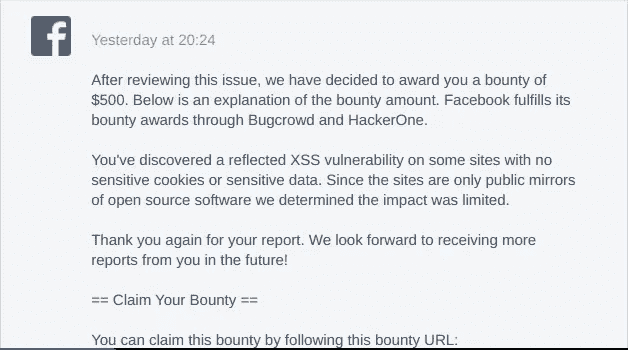 Yesterday at 20:24
After reviewing this issue, we have decided to award you a bounty of
$500. Below is an explanation of the bounty amount. Facebook fulfills its
bounty awards through Bugcrowd and HackerOne.
You've discovered a reflected XSS vulnerability on some sites with no
sensitive cookies or sensitive data. Since the sites are only public mirrors
of open source software we determined the impact was limited.
Thank you again for your report. We look forward to receiving more
reports from you in the future!
== Claim Your Bounty ==
You can claim this bounty by following this bounty URL: